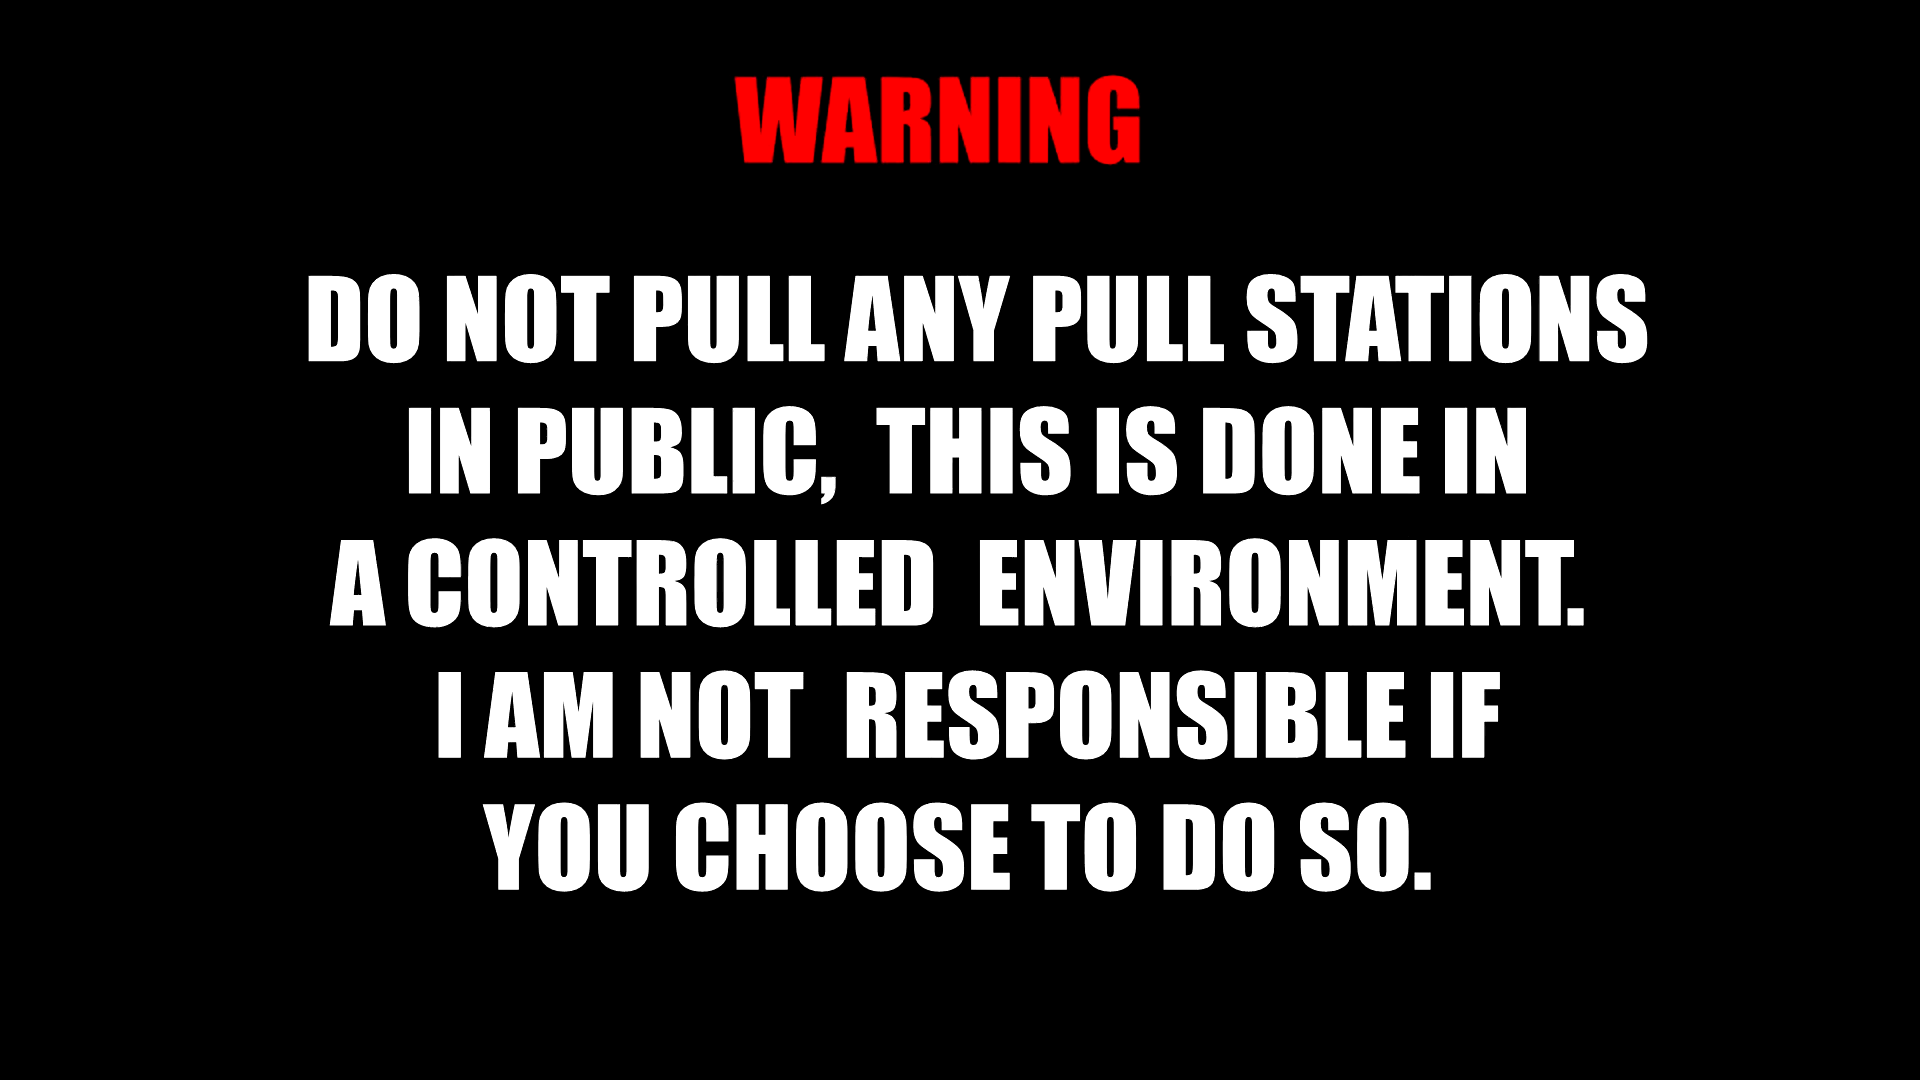 WARNING
DO NOT PULL ANY PULL STATIONS
IN PUBLIC,  THIS IS DONE IN
A CONTROLLED  ENVIRONMENT.
I AM NOT  RESPONSIBLE IF
YOU CHOOSE TO DO SO.